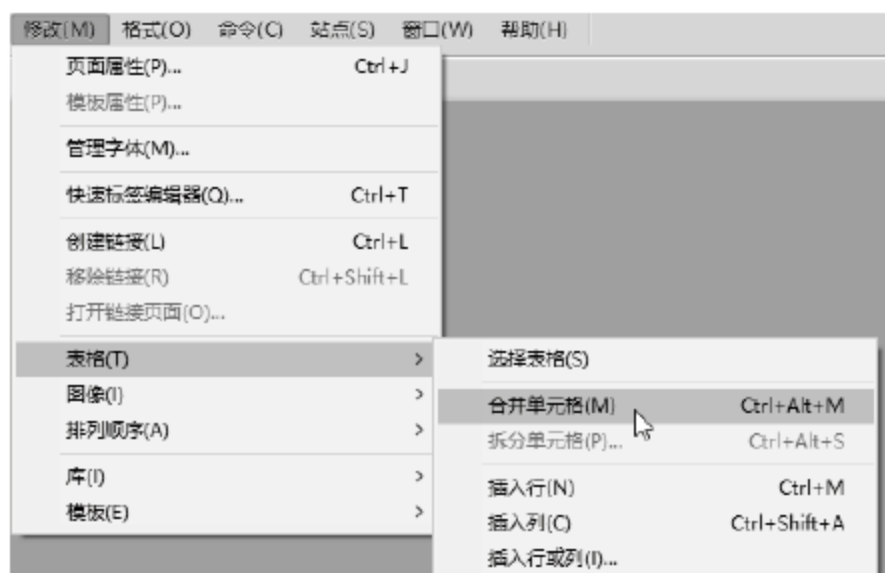 修改(M) 格式(O) 命令(C) 站点(S) 窗口(W) 帮助(H)
页面属性(P)... Ctrl+J
模板属性(P)...
管理字体(M)...
快速标签编辑器(Q)... Ctrl+T
创建链接(L) Ctrl+L
移除链接(R) Ctrl+Shift+L
打开链接页面(O)...
表格(T) >
图像(I) >
排列顺序(A) >
库(I) >
模板(E) >
选择表格(S)
合并单元格(M) Ctrl+Alt+M
拆分单元格(P)... Ctrl+Alt+S
插入行(N) Ctrl+M
插入列(C) Ctrl+Shift+A
插入行或列(I)...